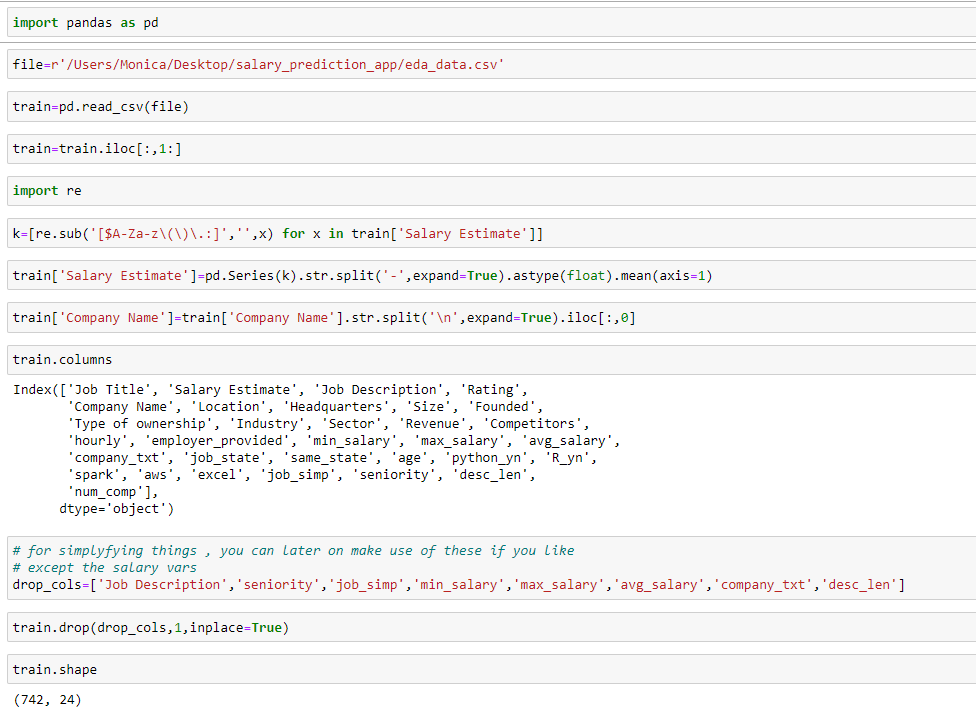 import pandas as pd
file=r'/Users/Monica/Desktop/salary_prediction_app/eda_data.csv'
train=pd.read_csv(file)
train=train.iloc[:,1:]
import re
k=[re.sub('[$A-Za-z\(\)\.:]','',x) for x in train['Salary Estimate']]
train['Salary Estimate']=pd.Series(k).str.split('-',expand=True).astype(float).mean(axis=1)
train['Company Name']=train['Company Name'].str.split('\n',expand=True).iloc[:,0]
train.columns
Index(['Job Title', 'Salary Estimate', 'Job Description', 'Rating',
'Company Name', 'Location', 'Headquarters', 'Size', 'Founded',
'Type of ownership', 'Industry', 'Sector', 'Revenue', 'Competitors',
'hourly', 'employer_provided', 'min_salary', 'max_salary', 'avg_salary',
'company_txt', 'job_state', 'same_state', 'age', 'python_yn', 'R_yn',
'spark', 'aws', 'excel', 'job_simp', 'seniority', 'desc_len',
'num_comp'],
dtype='object')
# for simplyfying things , you can later on make use of these if you like
# except the salary vars
drop_cols=['Job Description','seniority','job_simp','min_salary','max_salary','avg_salary','company_txt','desc_len']
train.drop(drop_cols,1,inplace=True)
train.shape
(742, 24)